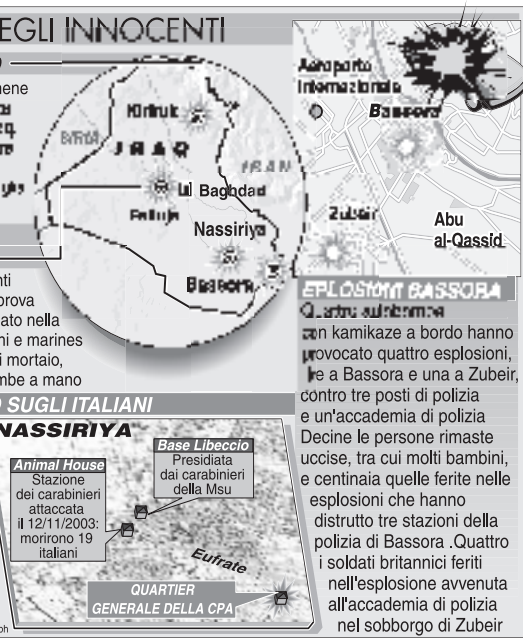 EGLI INNOCENTI
nene
Kirkuk
SIRIA
IRAQ
IRAN
Baghdad
Falluja
Nassiriya
Bassora
Aeroporto
Internazionale
Bassora
Zubeir
Abu
al-Qassid
nti
prova
ato nella
ni e marines
i mortaio,
mbe a mano
EPLOSIONI BASSORA
Quattro autobombe
con kamikaze a bordo hanno
provocato quattro esplosioni,
tre a Bassora e una a Zubeir,
contro tre posti di polizia
e un'accademia di polizia
Decine le persone rimaste
uccise, tra cui molti bambini,
e centinaia quelle ferite nelle
esplosioni che hanno
distrutto tre stazioni della
polizia di Bassora .Quattro
i soldati britannici feriti
nell'esplosione avvenuta
all'accademia di polizia
nel sobborgo di Zubeir
O SUGLI ITALIANI
NASSIRIYA
Animal House
Stazione
dei carabinieri
attaccata
il 12/11/2003:
morirono 19
italiani
Base Libeccio
Presidiata
dai carabinieri
della Msu
Eufrate
QUARTIER
GENERALE DELLA CPA
oh